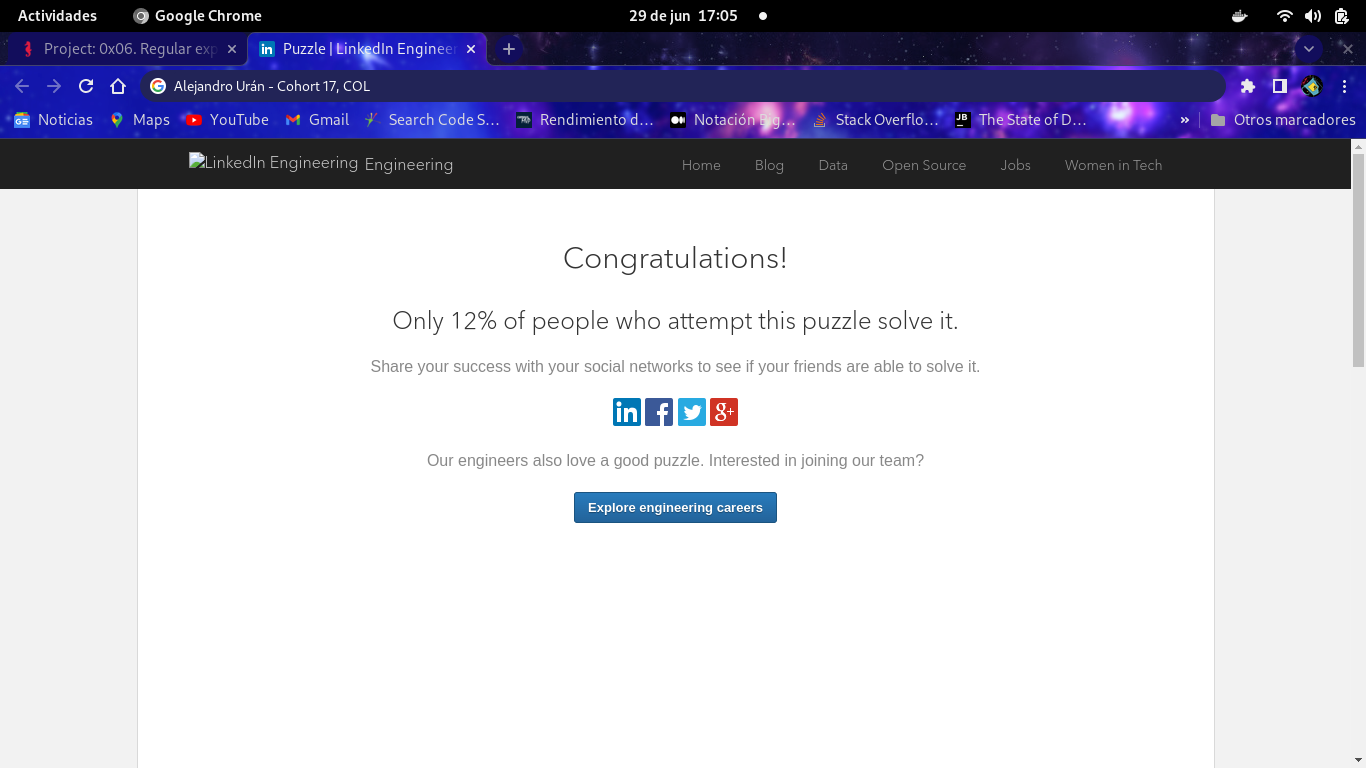 Actividades Google Chrome 29 de jun 17:05
Project: 0x06. Regular exp Puzzle | LinkedIn Engineer
Alejandro Urán - Cohort 17, COL
Noticias Maps YouTube Gmail Search Code S… Rendimiento d… Notación Big… Stack Overflo… The State of D… » Otros marcadores
LinkedIn Engineering Engineering Home Blog Data Open Source Jobs Women in Tech
Congratulations!
Only 12% of people who attempt this puzzle solve it.
Share your success with your social networks to see if your friends are able to solve it.
Our engineers also love a good puzzle. Interested in joining our team?
Explore engineering careers